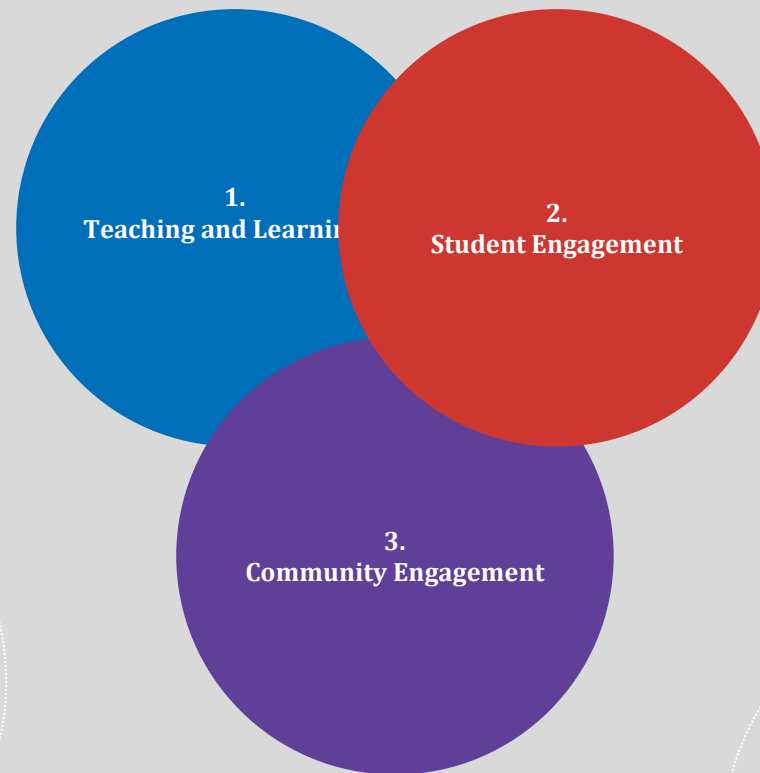 1.
Teaching and Learnin
2.
Student Engagement
3.
Community Engagement